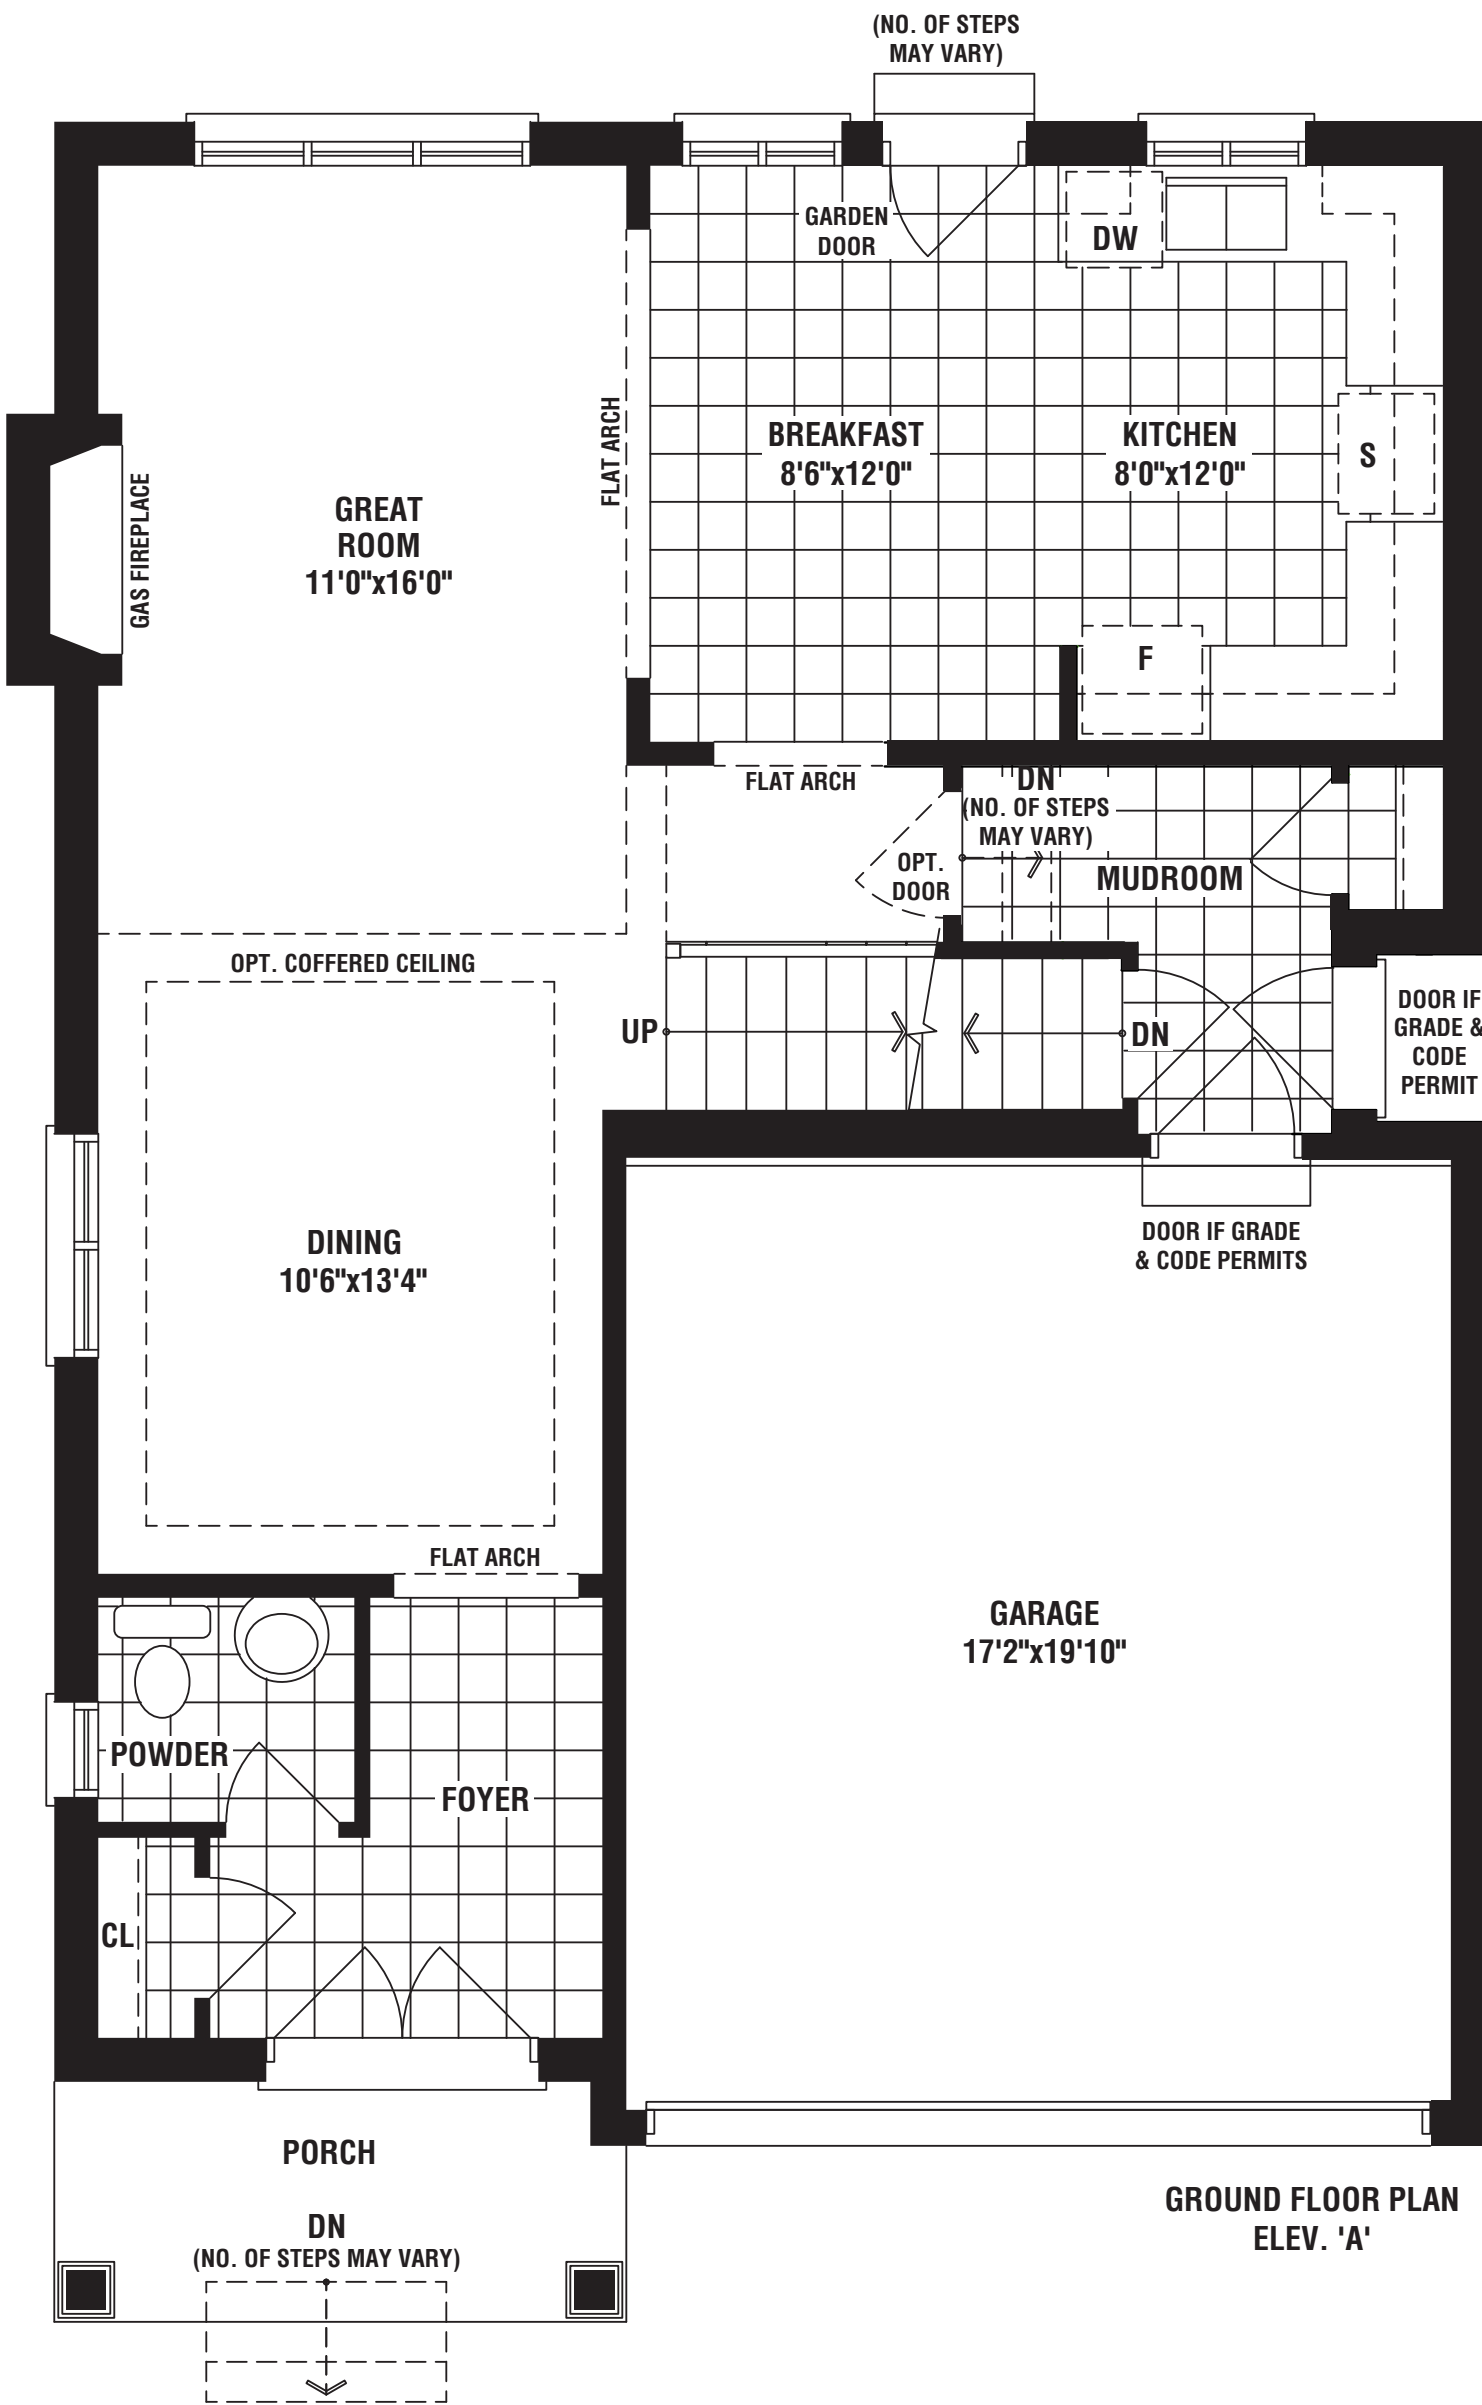 (NO. OF STEPS
MAY VARY)
GARDEN
DOOR
DW
FLAT ARCH
BREAKFAST
8'6"x12'0"
KITCHEN
8'0"x12'0"
S
GAS FIREPLACE
GREAT
ROOM
11'0"x16'0"
F
FLAT ARCH
DN
(NO. OF STEPS
MAY VARY)
OPT.
DOOR
MUDROOM
OPT. COFFERED CEILING
UP
DN
DOOR IF
GRADE &
CODE
PERMIT
DINING
10'6"x13'4"
DOOR IF GRADE
& CODE PERMITS
FLAT ARCH
GARAGE
17'2"x19'10"
POWDER
FOYER
CL
PORCH
DN
(NO. OF STEPS MAY VARY)
GROUND FLOOR PLAN
ELEV. 'A'